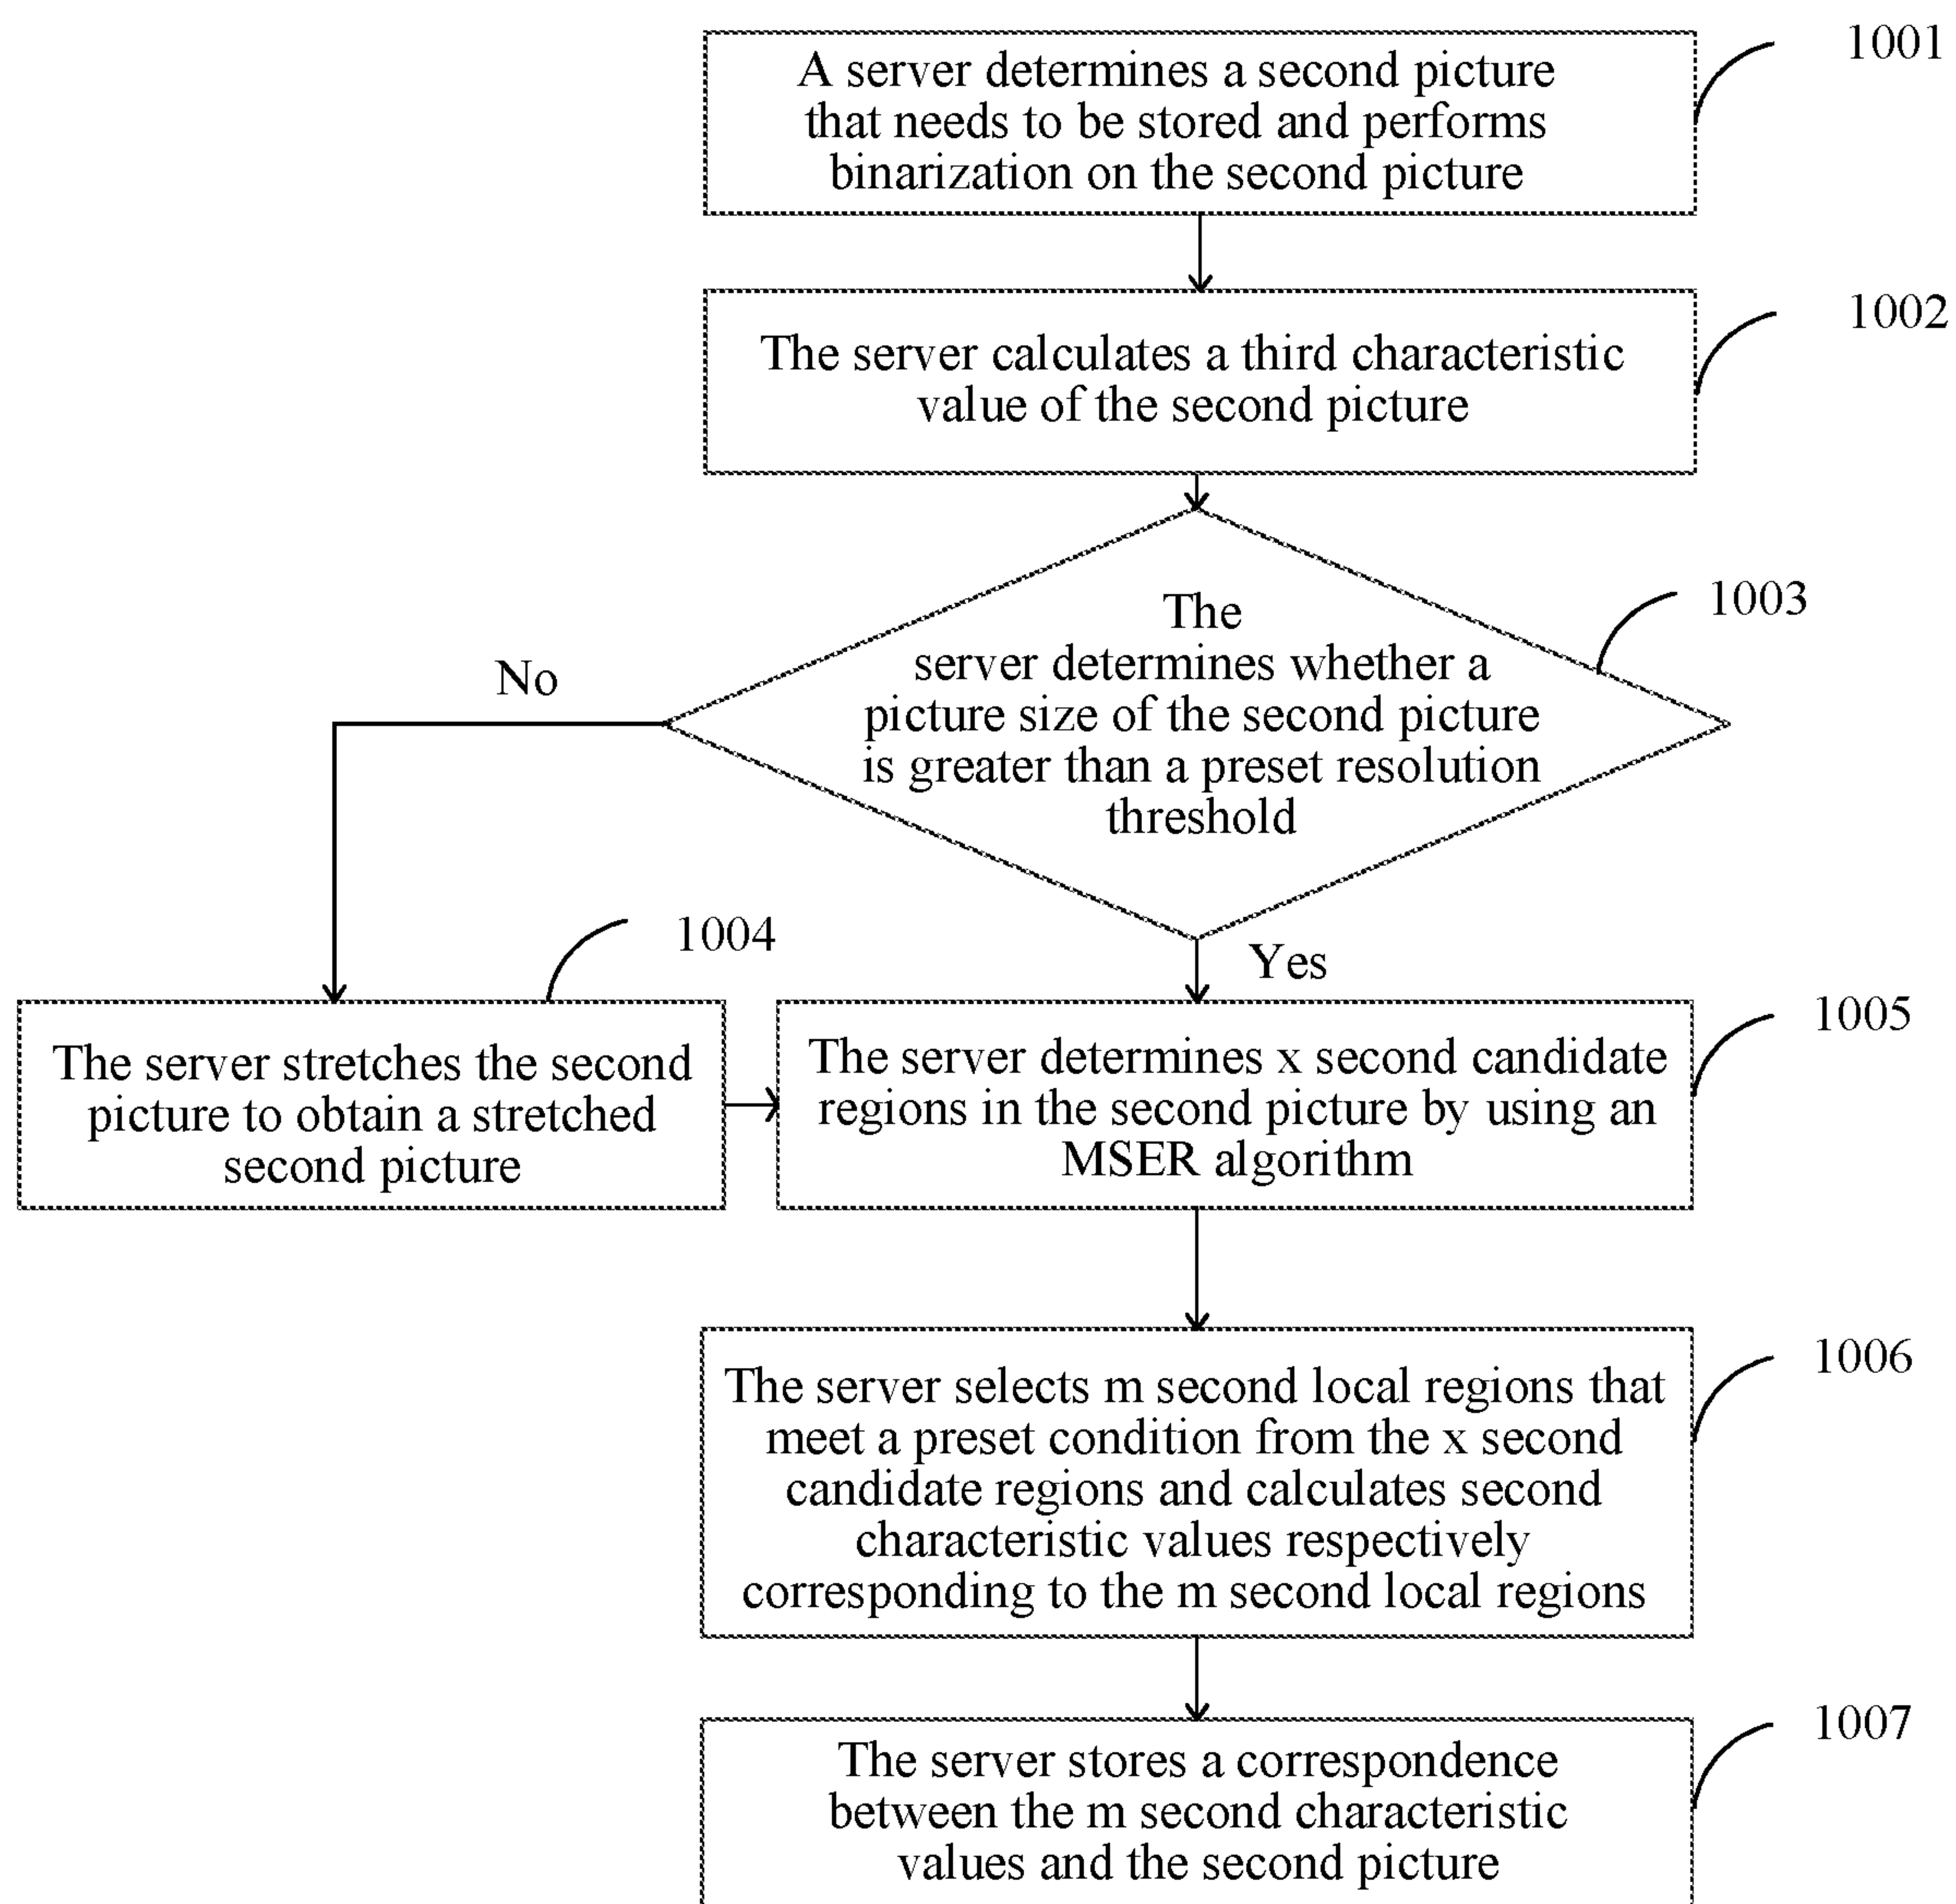 A server determines a second picture
that needs to be stored and performs
binarization on the second picture
1001
The server calculates a third characteristic
value of the second picture
1002
The
server determines whether a
picture size of the second picture
is greater than a preset resolution
threshold
1003
No
Yes
1004
The server stretches the second
picture to obtain a stretched
second picture
The server determines x second candidate
regions in the second picture by using an
MSER algorithm
1005
The server selects m second local regions that
meet a preset condition from the x second
candidate regions and calculates second
characteristic values respectively
corresponding to the m second local regions
1006
The server stores a correspondence
between the m second characteristic
values and the second picture
1007